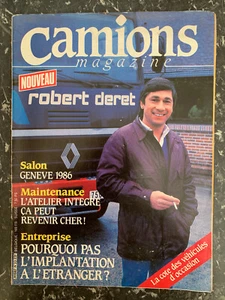 Camions
magazine
NOUVEAU
robert deret
Salon
GENEVE 1986
Maintenance
L'ATELIER INTEGRE
ÇA PEUT
REVENIR CHER!
Entreprise
POURQUOI PAS
L'IMPLANTATION
A L'ETRANGER ?
La cote des véhicules
d'occasion